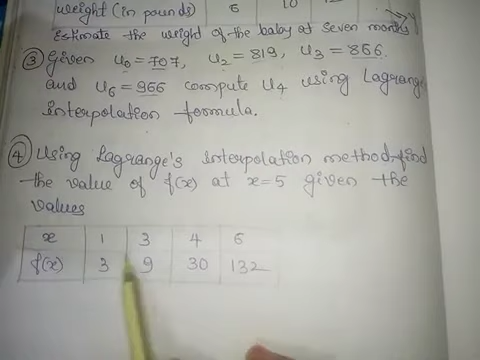 weight (in pounds) 6 10
Estimate the weight of the baby at seven months
③ Given u₀ = 707, u₂ = 819, u₃ = 866
and u₆ = 966 compute u₄ using Lagrange
interpolation formula.
④ Using Lagrange's interpolation method, find
the value of f(x) at x=5 given the
values
x 1 3 4 6
f(x) 3 9 30 132